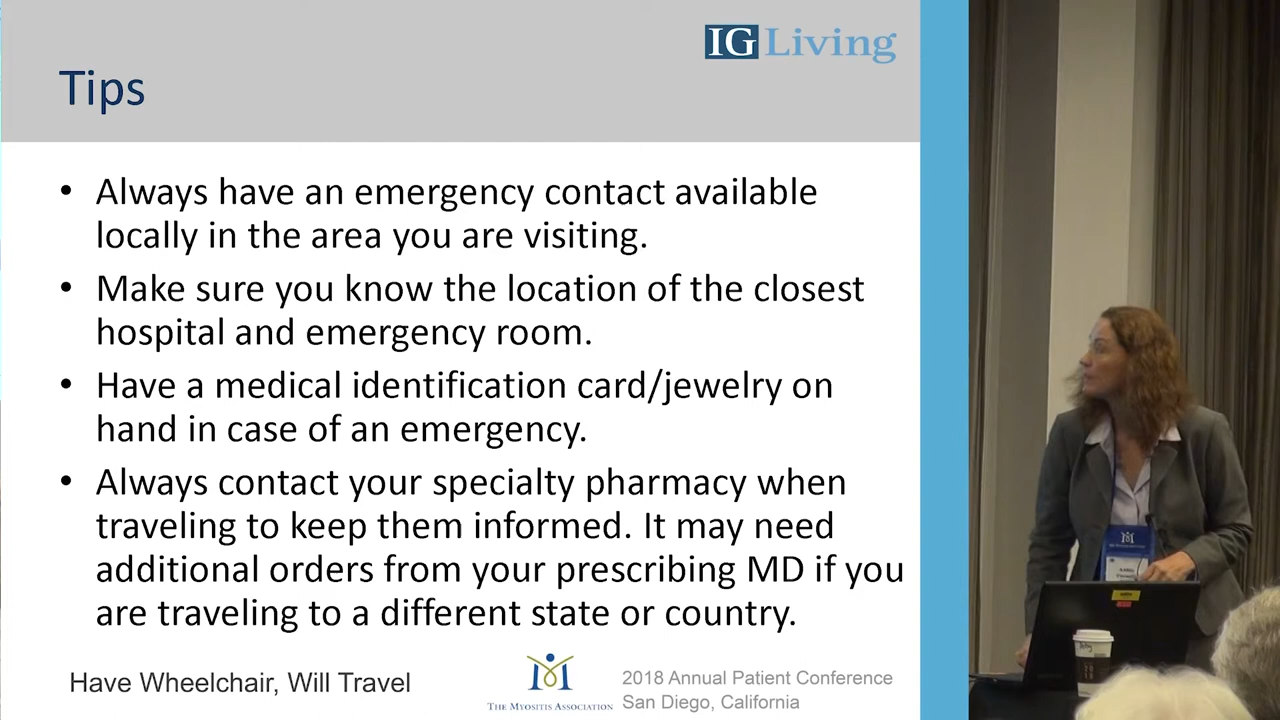 IG Living
Tips
• Always have an emergency contact available
locally in the area you are visiting.
• Make sure you know the location of the closest
hospital and emergency room.
• Have a medical identification card/jewelry on
hand in case of an emergency.
• Always contact your specialty pharmacy when
traveling to keep them informed. It may need
additional orders from your prescribing MD if you
are traveling to a different state or country.
Have Wheelchair, Will Travel
THE MYOSITIS ASSOCIATION
2018 Annual Patient Conference
San Diego, California